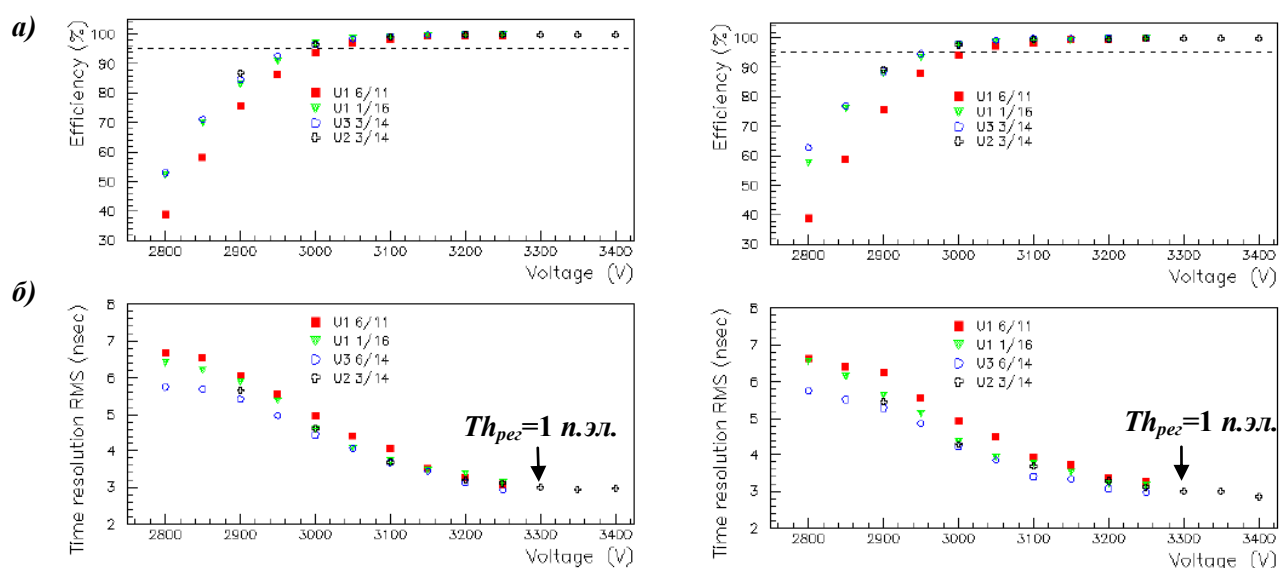 а)
Efficiency (%)
100
90
80
70
60
50
40
30
U1 6/11
U1 1/16
U3 3/14
U2 3/14
2800 2900 3000 3100 3200 3300 3400
Voltage (V)
Efficiency (%)
100
90
80
70
60
50
40
30
U1 6/11
U1 1/16
U3 3/14
U2 3/14
2800 2900 3000 3100 3200 3300 3400
Voltage (V)
б)
Time resolution RMS (nsec)
8
7
6
5
4
3
2
U1 6/11
U1 1/16
U3 6/14
U2 3/14
Thрег=1 п.эл.
2800 2900 3000 3100 3200 3300 3400
Voltage (V)
Time resolution RMS (nsec)
8
7
6
5
4
3
2
U1 6/11
U1 1/16
U3 6/14
U2 3/14
Thрег=1 п.эл.
2800 2900 3000 3100 3200 3300 3400
Voltage (V)